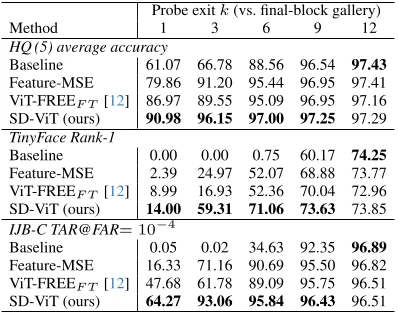 Probe exit k (vs. final-block gallery)
Method 1 3 6 9 12
HQ (5) average accuracy
Baseline 61.07 66.78 88.56 96.54 97.43
Feature-MSE 79.86 91.20 95.44 96.95 97.41
ViT-FREE_FT [12] 86.97 89.55 95.09 96.95 97.16
SD-ViT (ours) 90.98 96.15 97.00 97.25 97.29
TinyFace Rank-1
Baseline 0.00 0.00 0.75 60.17 74.25
Feature-MSE 2.39 24.97 52.07 68.88 73.77
ViT-FREE_FT [12] 8.99 16.93 52.36 70.04 72.96
SD-ViT (ours) 14.00 59.31 71.06 73.63 73.85
IJB-C TAR@FAR= 10⁻⁴
Baseline 0.05 0.02 34.63 92.35 96.89
Feature-MSE 16.33 71.16 90.69 95.50 96.82
ViT-FREE_FT [12] 47.68 61.78 89.09 95.75 96.51
SD-ViT (ours) 64.27 93.06 95.84 96.43 96.51